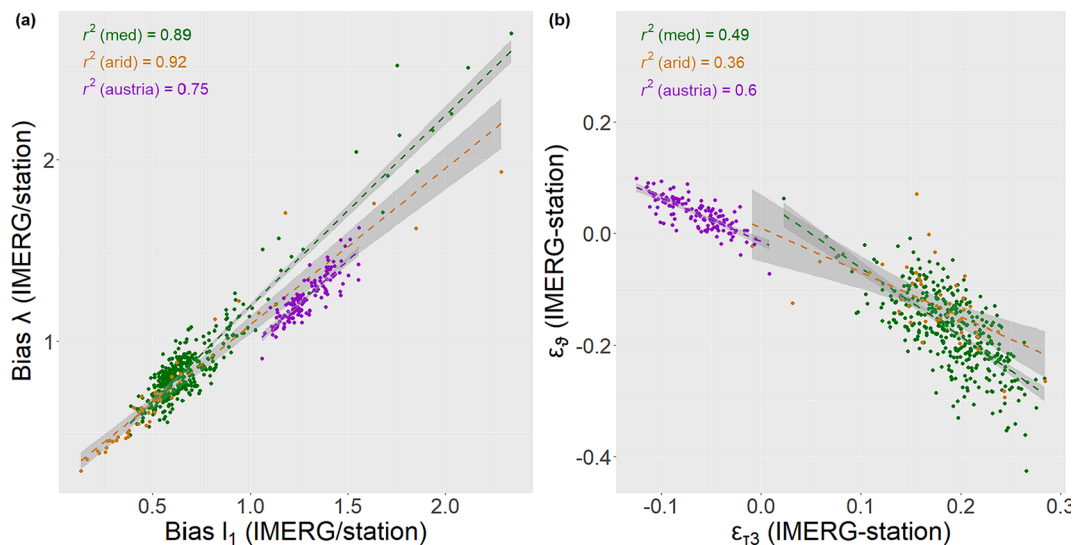 (a)
r² (med) = 0.89
r² (arid) = 0.92
r² (austria) = 0.75
Bias λ (IMERG/station)
2
1
0.5 1.0 1.5 2.0
Bias I₁ (IMERG/station)
(b)
r² (med) = 0.49
r² (arid) = 0.36
r² (austria) = 0.6
ε𝜗 (IMERG-station)
0.2
0.0
-0.2
-0.4
-0.1 0.0 0.1 0.2 0.3
ετ3 (IMERG-station)